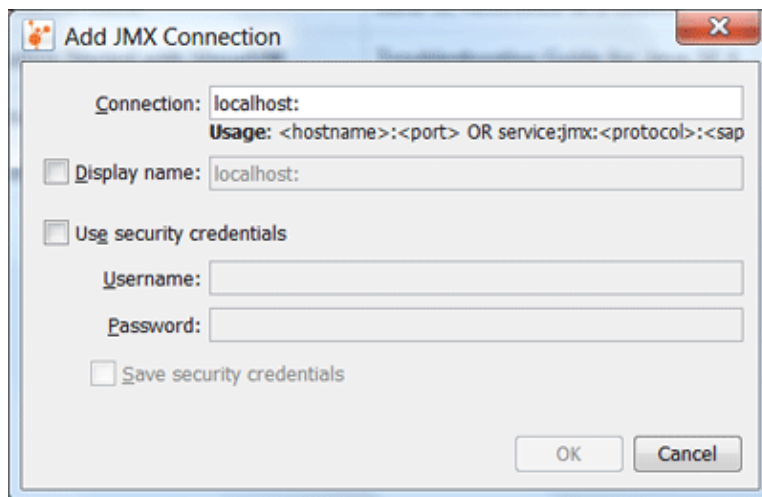 Add JMX Connection
Connection: localhost:
Usage: <hostname>:<port> OR service:jmx:<protocol>:<sap
Display name: localhost:
Use security credentials
Username:
Password:
Save security credentials
OK Cancel